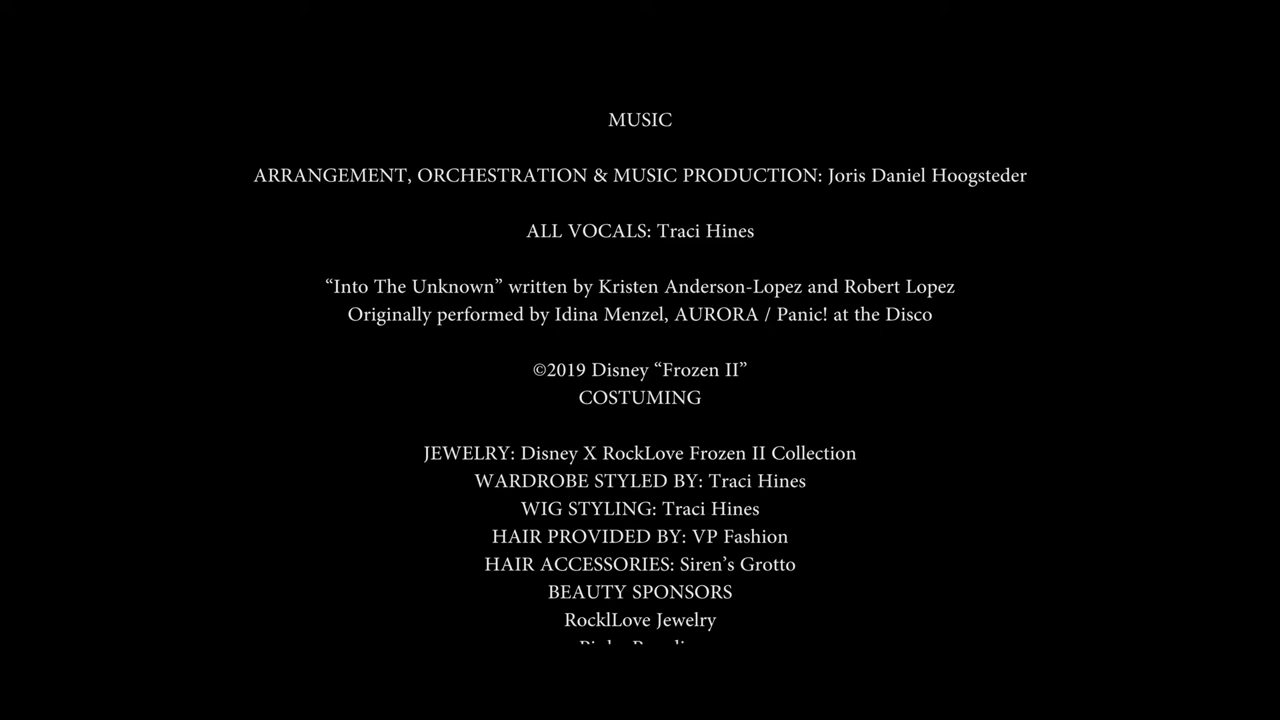 MUSIC
ARRANGEMENT, ORCHESTRATION & MUSIC PRODUCTION: Joris Daniel Hoogsteder
ALL VOCALS: Traci Hines
“Into The Unknown” written by Kristen Anderson-Lopez and Robert Lopez
Originally performed by Idina Menzel, AURORA / Panic! at the Disco
©2019 Disney “Frozen II”
COSTUMING
JEWELRY: Disney X RockLove Frozen II Collection
WARDROBE STYLED BY: Traci Hines
WIG STYLING: Traci Hines
HAIR PROVIDED BY: VP Fashion
HAIR ACCESSORIES: Siren’s Grotto
BEAUTY SPONSORS
RocklLove Jewelry